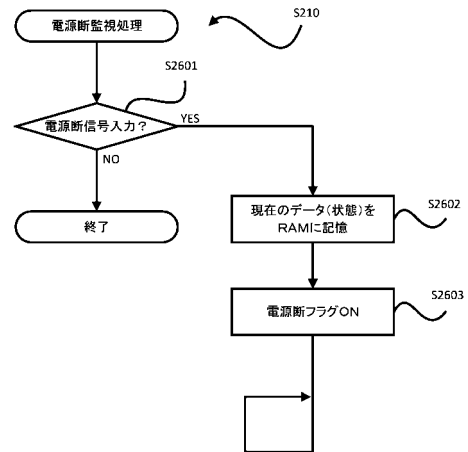 電源断監視処理
S210
S2601
電源断信号入力？
YES
NO
終了
現在のデータ（状態）を
ＲＡＭに記憶
S2602
電源断フラグＯＮ
S2603